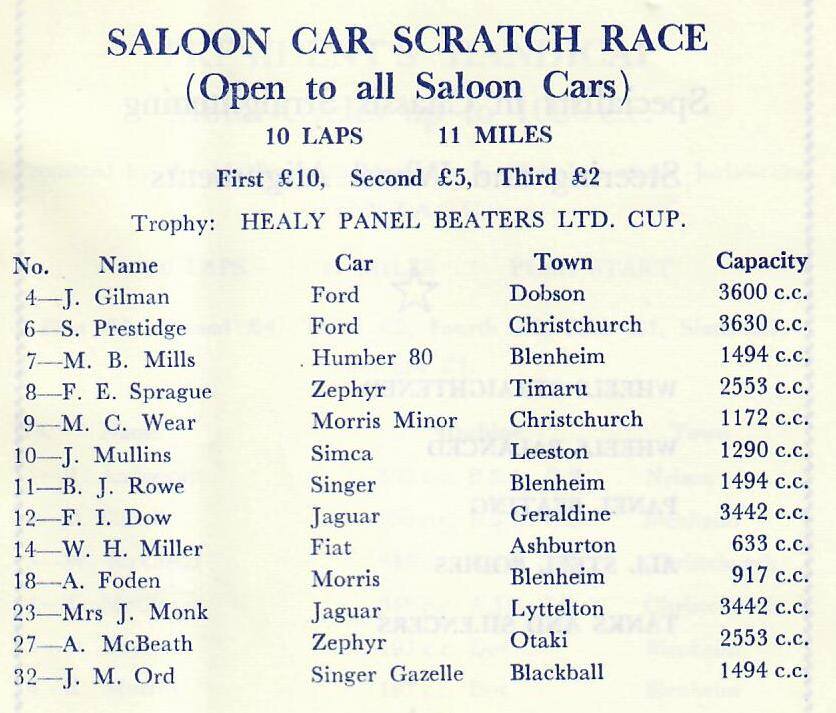 SALOON CAR SCRATCH RACE
(Open to all Saloon Cars)
10 LAPS 11 MILES
First £10, Second £5, Third £2
Trophy: HEALY PANEL BEATERS LTD. CUP.
No. Name Car Town Capacity
4—J. Gilman Ford Dobson 3600 c.c.
6—S. Prestidge Ford Christchurch 3630 c.c.
7—M. B. Mills Humber 80 Blenheim 1494 c.c.
8—F. E. Sprague Zephyr Timaru 2553 c.c.
9—M. C. Wear Morris Minor Christchurch 1172 c.c.
10—J. Mullins Simca Leeston 1290 c.c.
11—B. J. Rowe Singer Blenheim 1494 c.c.
12—F. I. Dow Jaguar Geraldine 3442 c.c.
14—W. H. Miller Fiat Ashburton 633 c.c.
18—A. Foden Morris Blenheim 917 c.c.
23—Mrs J. Monk Jaguar Lyttelton 3442 c.c.
27—A. McBeath Zephyr Otaki 2553 c.c.
32—J. M. Ord Singer Gazelle Blackball 1494 c.c.